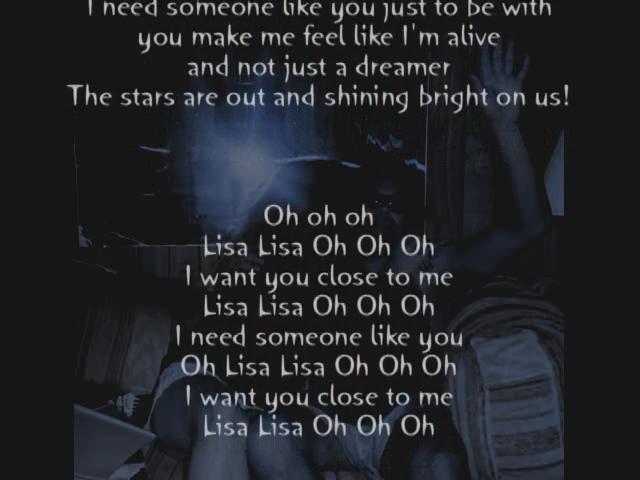 I need someone like you just to be with
you make me feel like I'm alive
and not just a dreamer
The stars are out and shining bright on us!
Oh oh oh
Lisa Lisa Oh Oh Oh
I want you close to me
Lisa Lisa Oh Oh Oh
I need someone like you
Oh Lisa Lisa Oh Oh Oh
I want you close to me
Lisa Lisa Oh Oh Oh